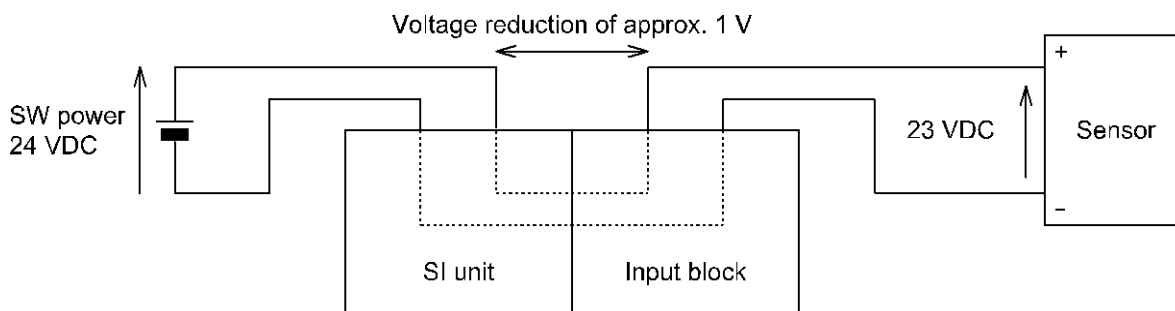 Voltage reduction of approx. 1 V
SW power
24 VDC
+
23 VDC
Sensor
−
SI unit
Input block